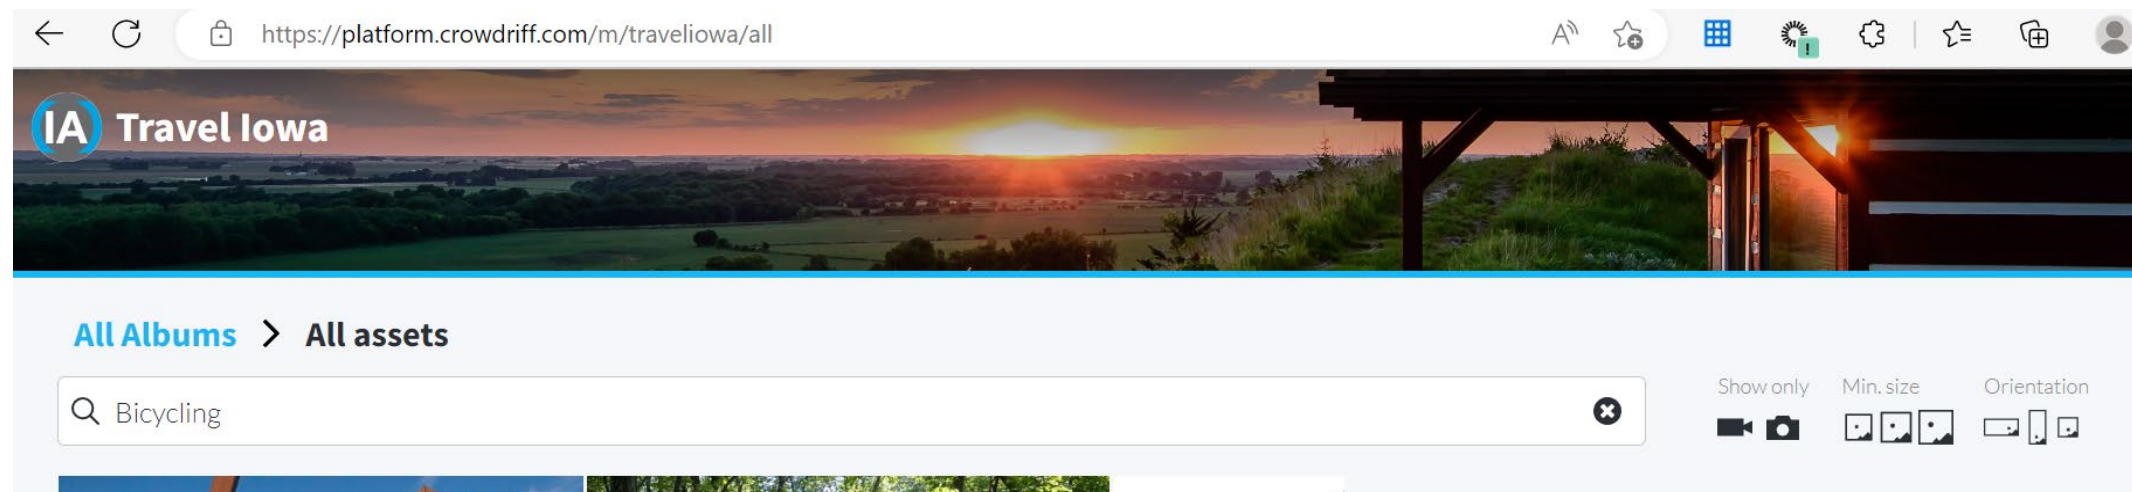 https://platform.crowdriff.com/m/traveliowa/all
IA Travel Iowa
All Albums > All assets
Show only Min. size Orientation
Bicycling